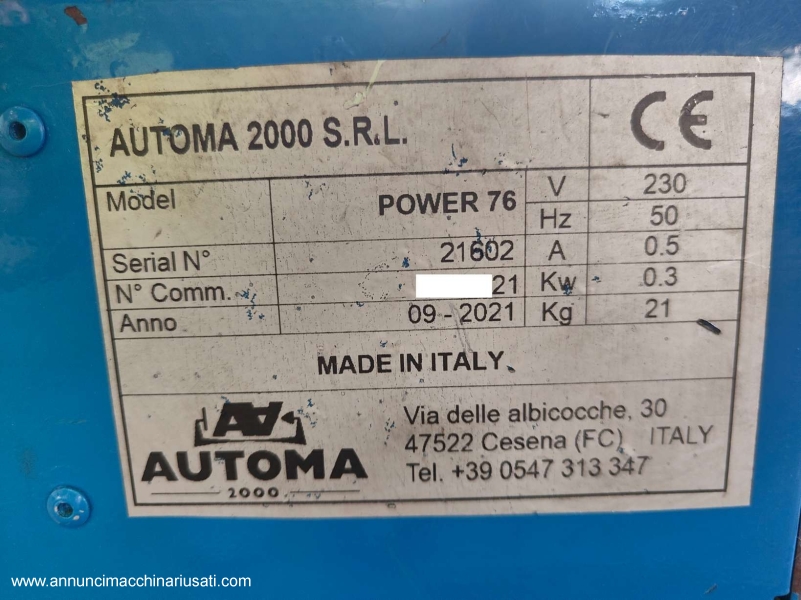 AUTOMA 2000 S.R.L.
CE
Model POWER 76 V 230
Hz 50
Serial N° 21602 A 0.5
N° Comm. 21 Kw 0.3
Anno 09 - 2021 Kg 21
MADE IN ITALY
AUTOMA
2000
Via delle albicocche, 30
47522 Cesena (FC) ITALY
Tel. +39 0547 313 347
www.annuncimacchinariusati.com